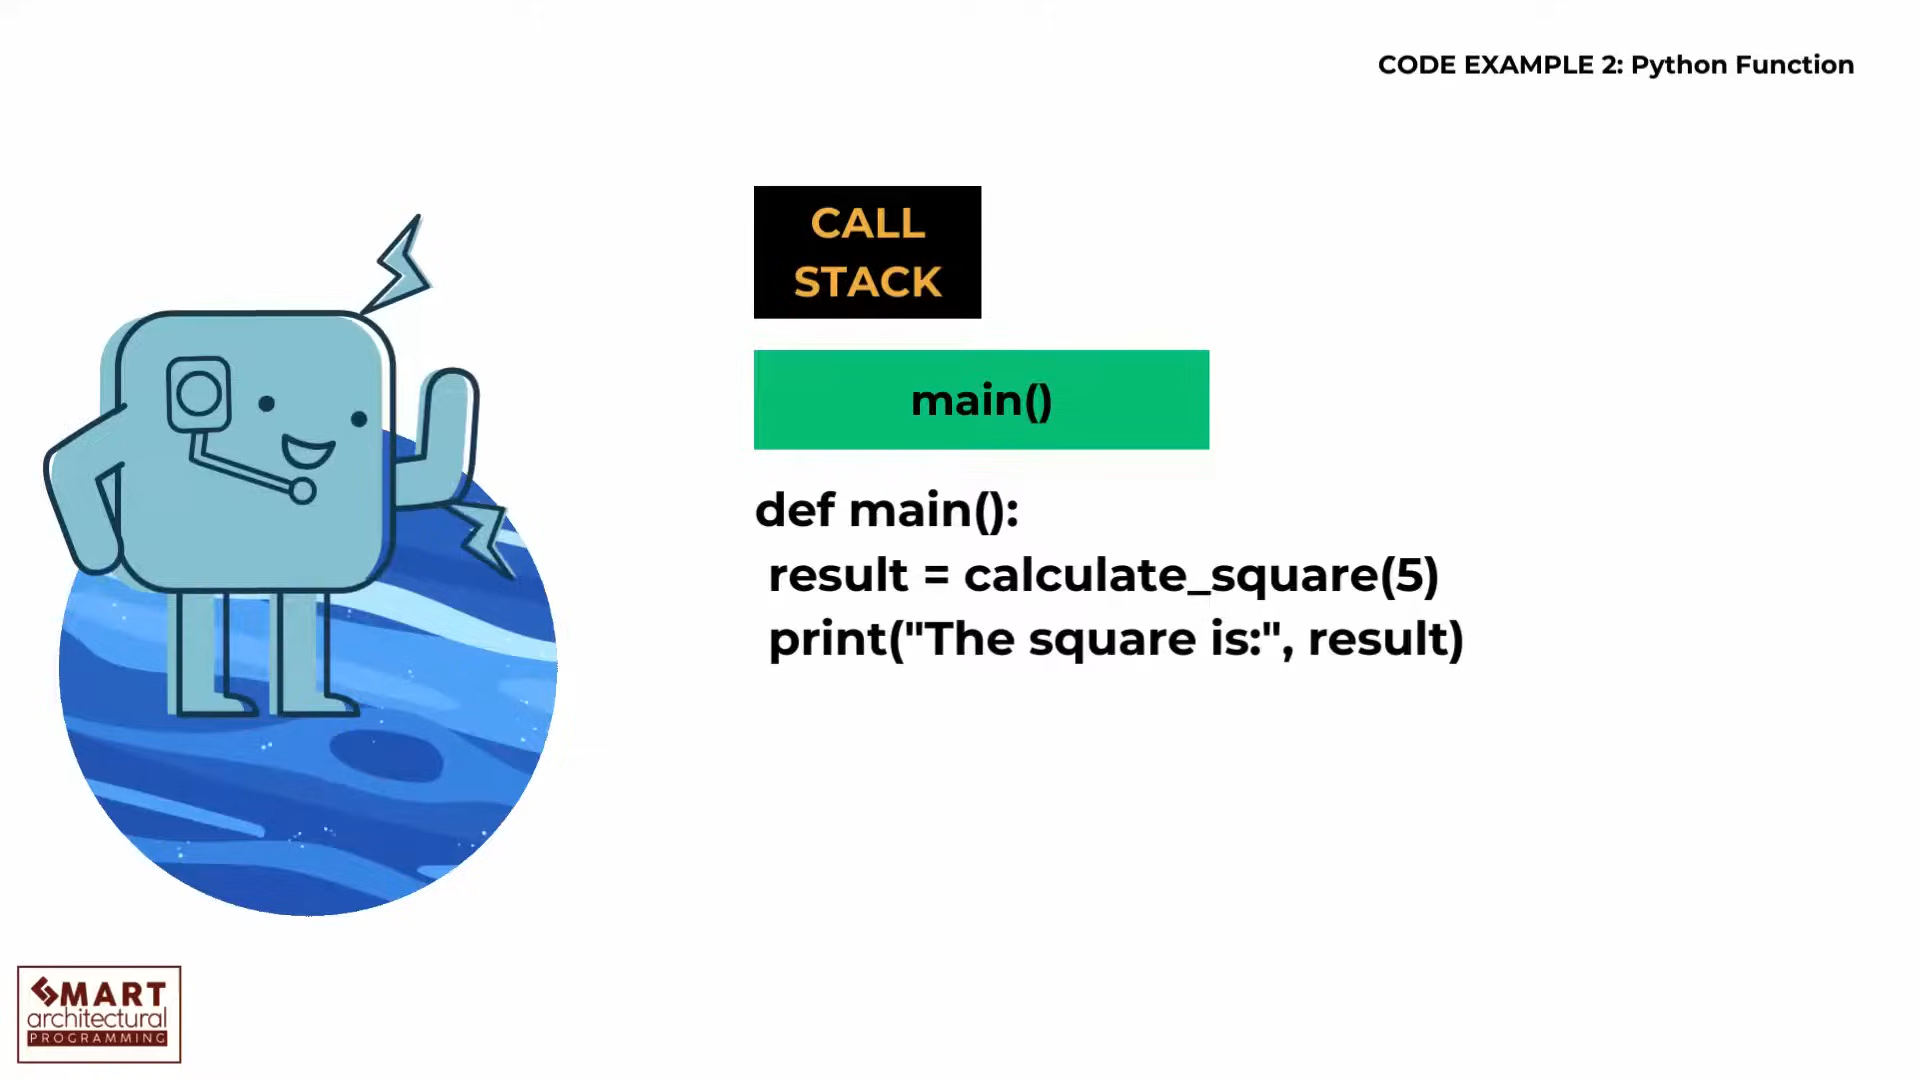 CODE EXAMPLE 2: Python Function
CALL
STACK
main()
def main():
result = calculate_square(5)
print("The square is:", result)
SMART
architectural
PROGRAMMING